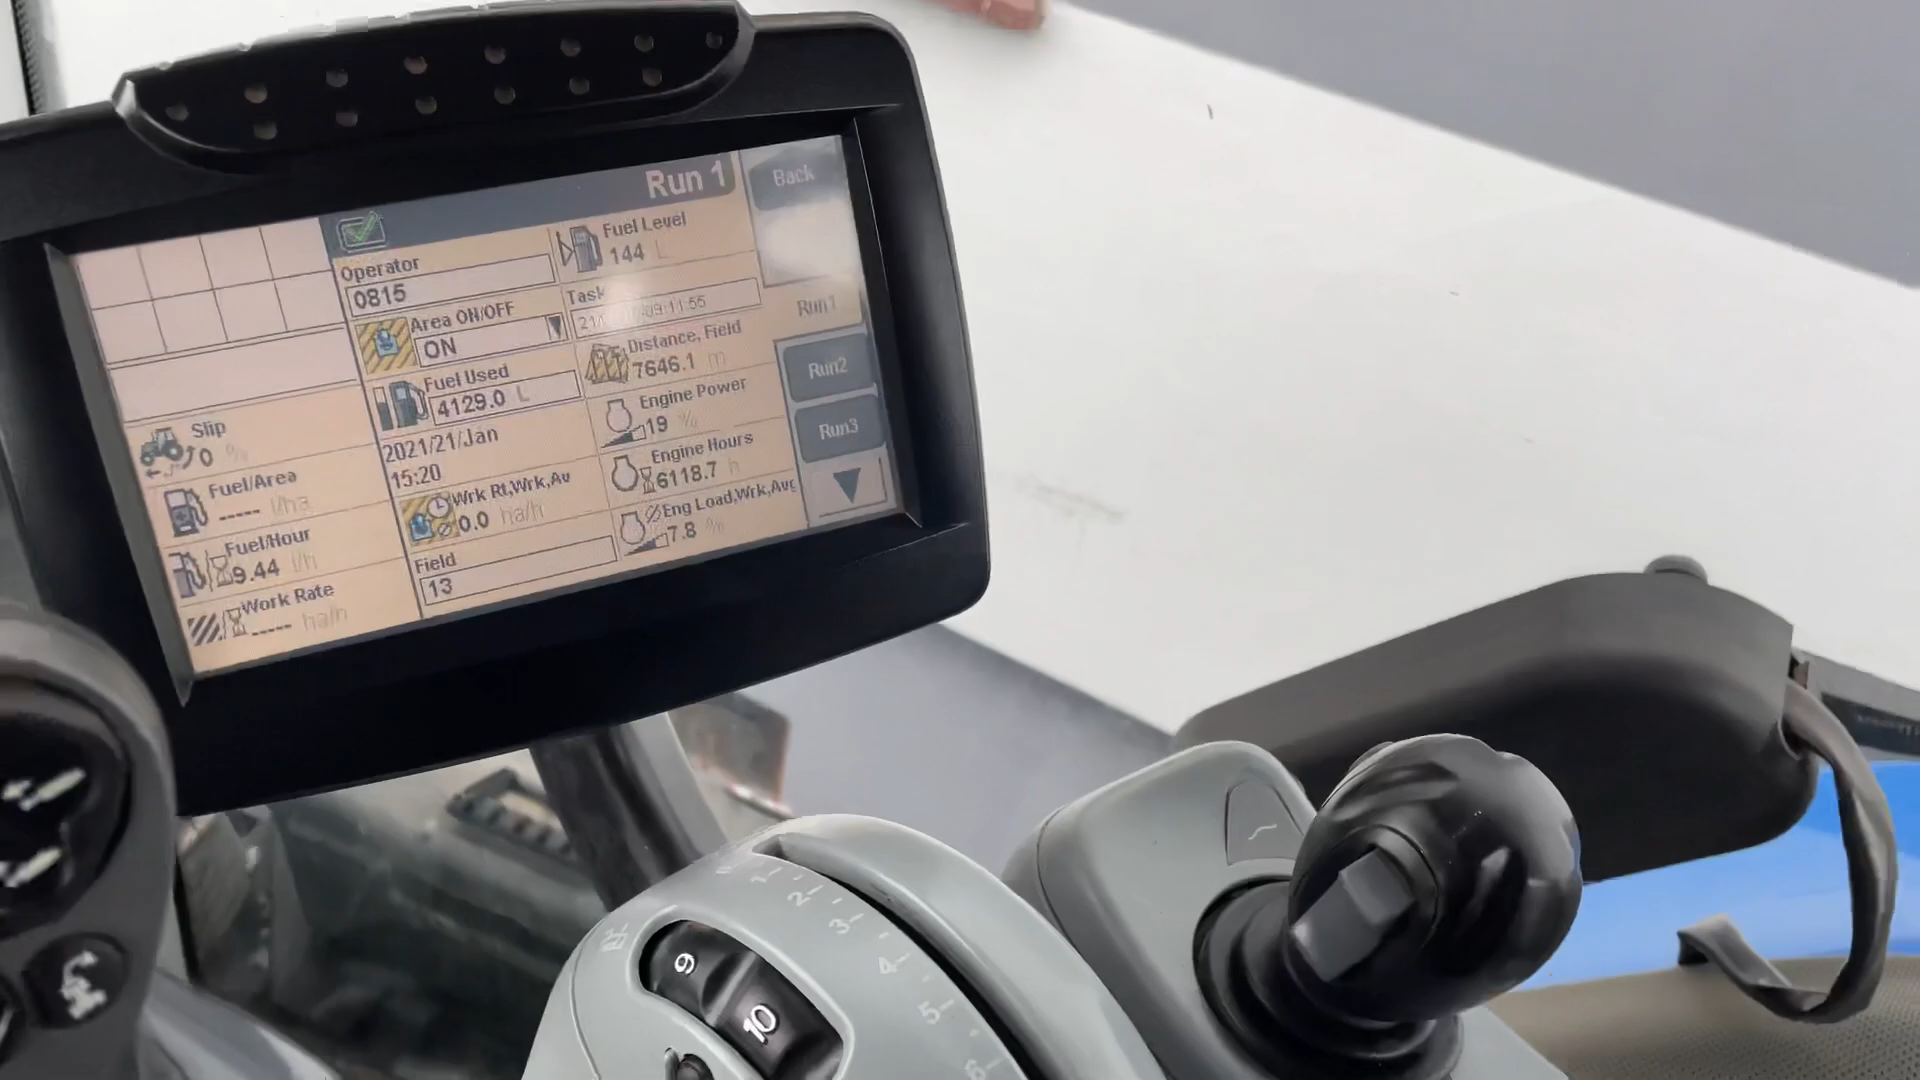 Run 1
Back
Operator
0815
Fuel Level
144 L
Area ON/OFF
ON
Task
09:11:55
Run1
Fuel Used
4129.0 L
Distance, Field
7646.1 m
Run2
Slip
0 %
2021/21/Jan
15:20
Engine Power
19 %
Run3
Fuel/Area
----- l/ha
Wrk Rt,Wrk,Av
0.0 ha/h
Engine Hours
6118.7 h
Fuel/Hour
9.44 l/h
Field
13
Eng Load,Wrk,Avg
7.8 %
Work Rate
----- ha/h
1
2
3
4
5
6
9
10